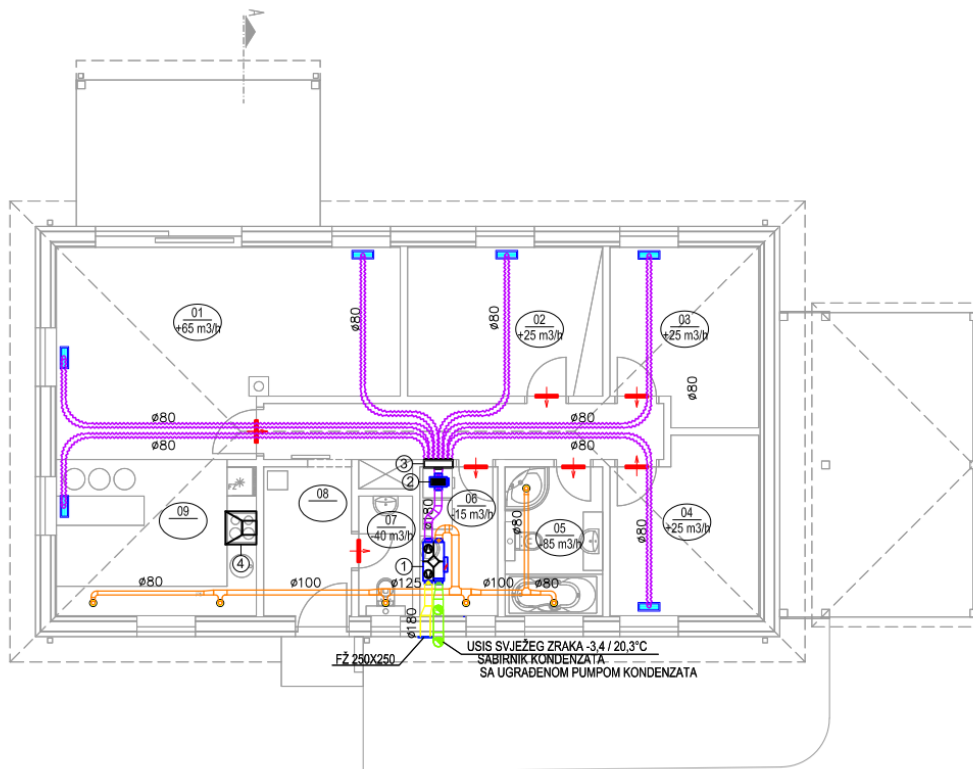 A
ø80
ø80
01
+65 m3/h
02
+25 m3/h
03
+25 m3/h
ø80
ø80
ø80
ø80
ø80
3
2
09
08
07
-40 m3/h
ø180
06
-15 m3/h
ø80
05
-85 m3/h
04
+25 m3/h
ø80
4
1
ø80
ø100
ø125
ø100
ø80
ø180
FŽ 250X250
USIS SVJEŽEG ZRAKA -3,4 / 20,3°C
SABIRNIK KONDENZATA
SA UGRAĐENOM PUMPOM KONDENZATA